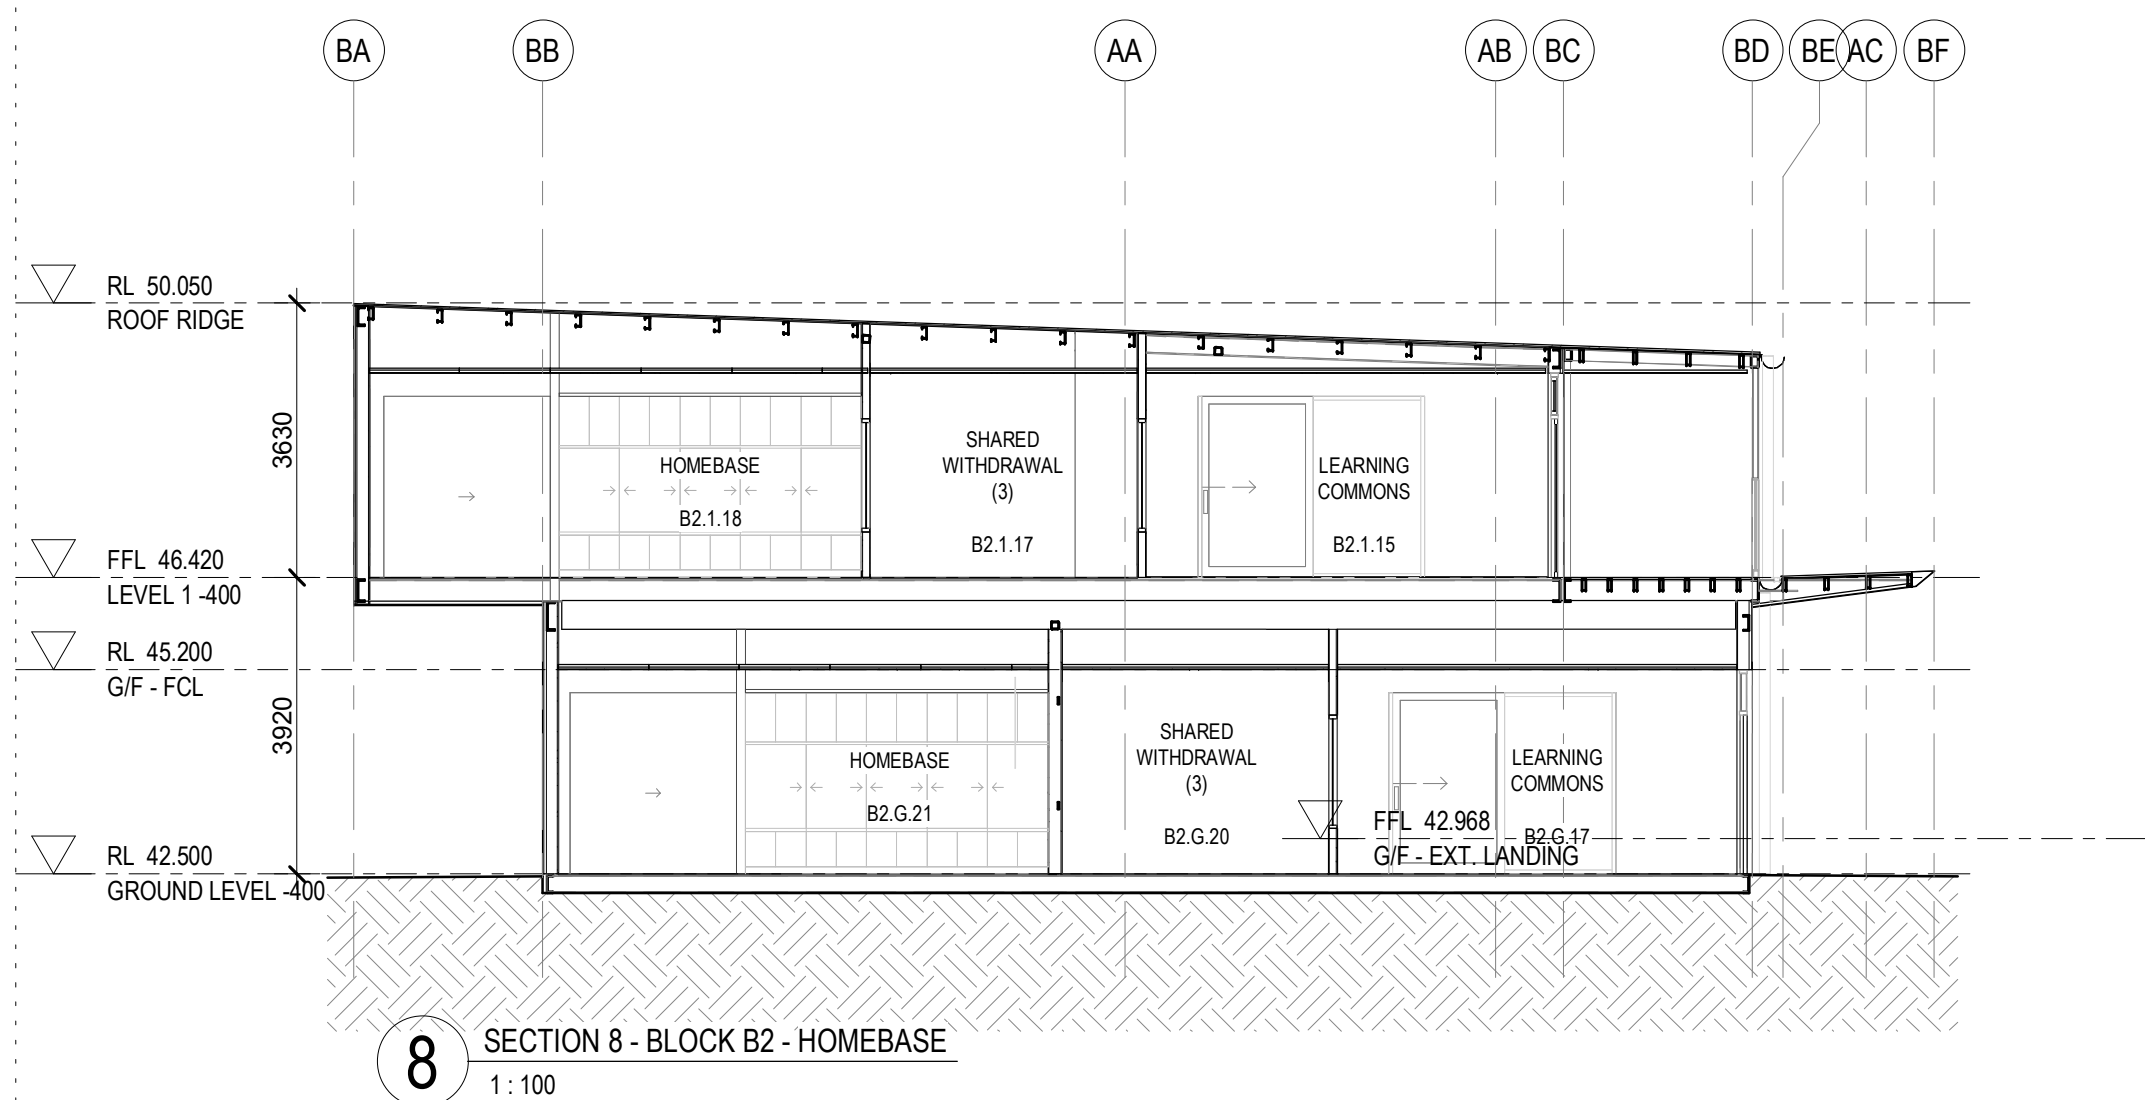 BA BB AA AB BC BD BE AC BF
RL 50.050
ROOF RIDGE
3630
HOMEBASE
B2.1.18
SHARED
WITHDRAWAL
(3)
B2.1.17
LEARNING
COMMONS
B2.1.15
FFL 46.420
LEVEL 1 -400
RL 45.200
G/F - FCL
3920
HOMEBASE
B2.G.21
SHARED
WITHDRAWAL
(3)
B2.G.20
LEARNING
COMMONS
B2.G.17
FFL 42.968
G/F - EXT. LANDING
RL 42.500
GROUND LEVEL -400
8
SECTION 8 - BLOCK B2 - HOMEBASE
1 : 100